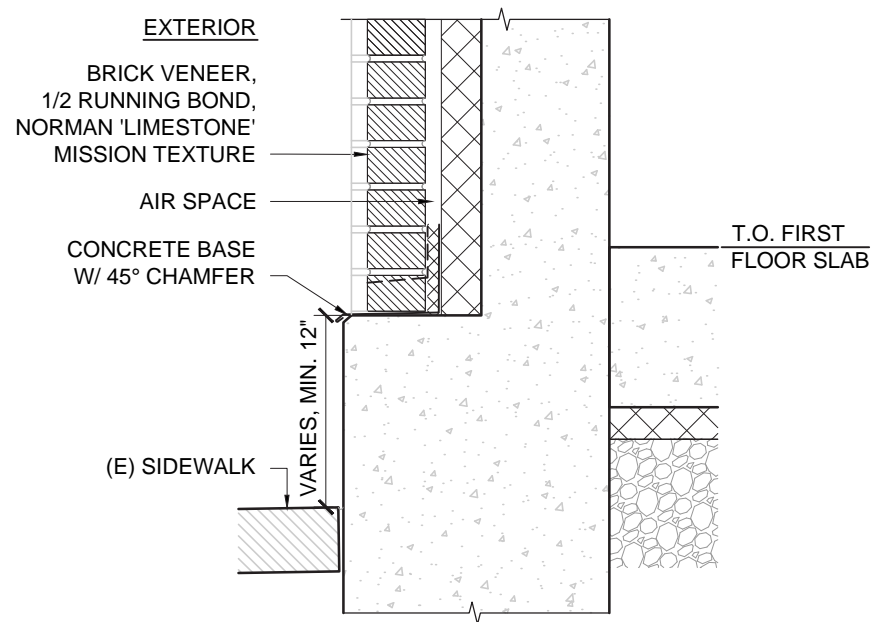 EXTERIOR
BRICK VENEER,
1/2 RUNNING BOND,
NORMAN 'LIMESTONE'
MISSION TEXTURE
AIR SPACE
CONCRETE BASE
W/ 45° CHAMFER
VARIES, MIN. 12"
(E) SIDEWALK
T.O. FIRST
FLOOR SLAB